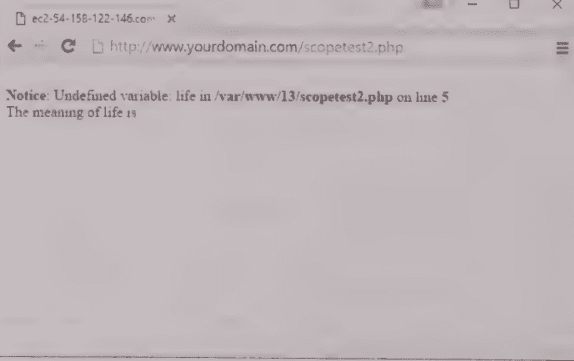 ec2-54-158-122-146.com
http://www.yourdomain.com/scopetest2.php
Notice: Undefined variable: life in /var/www/13/scopetest2.php on line 5
The meaning of life is